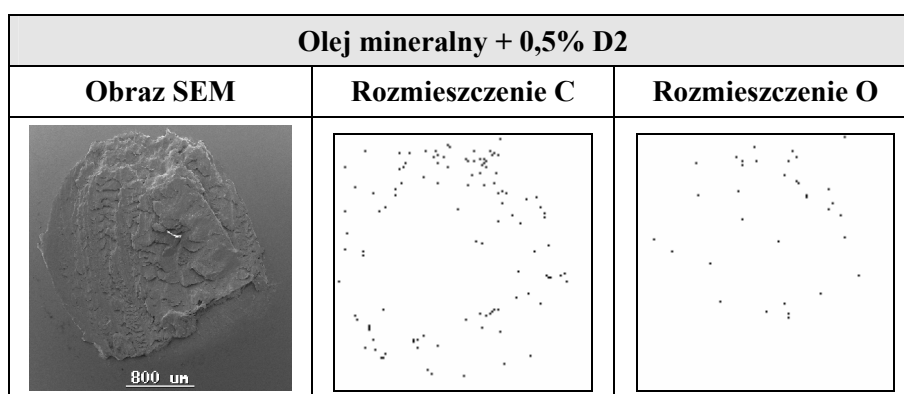 Olej mineralny + 0,5% D2
Obraz SEM
Rozmieszczenie C
Rozmieszczenie O
800 um